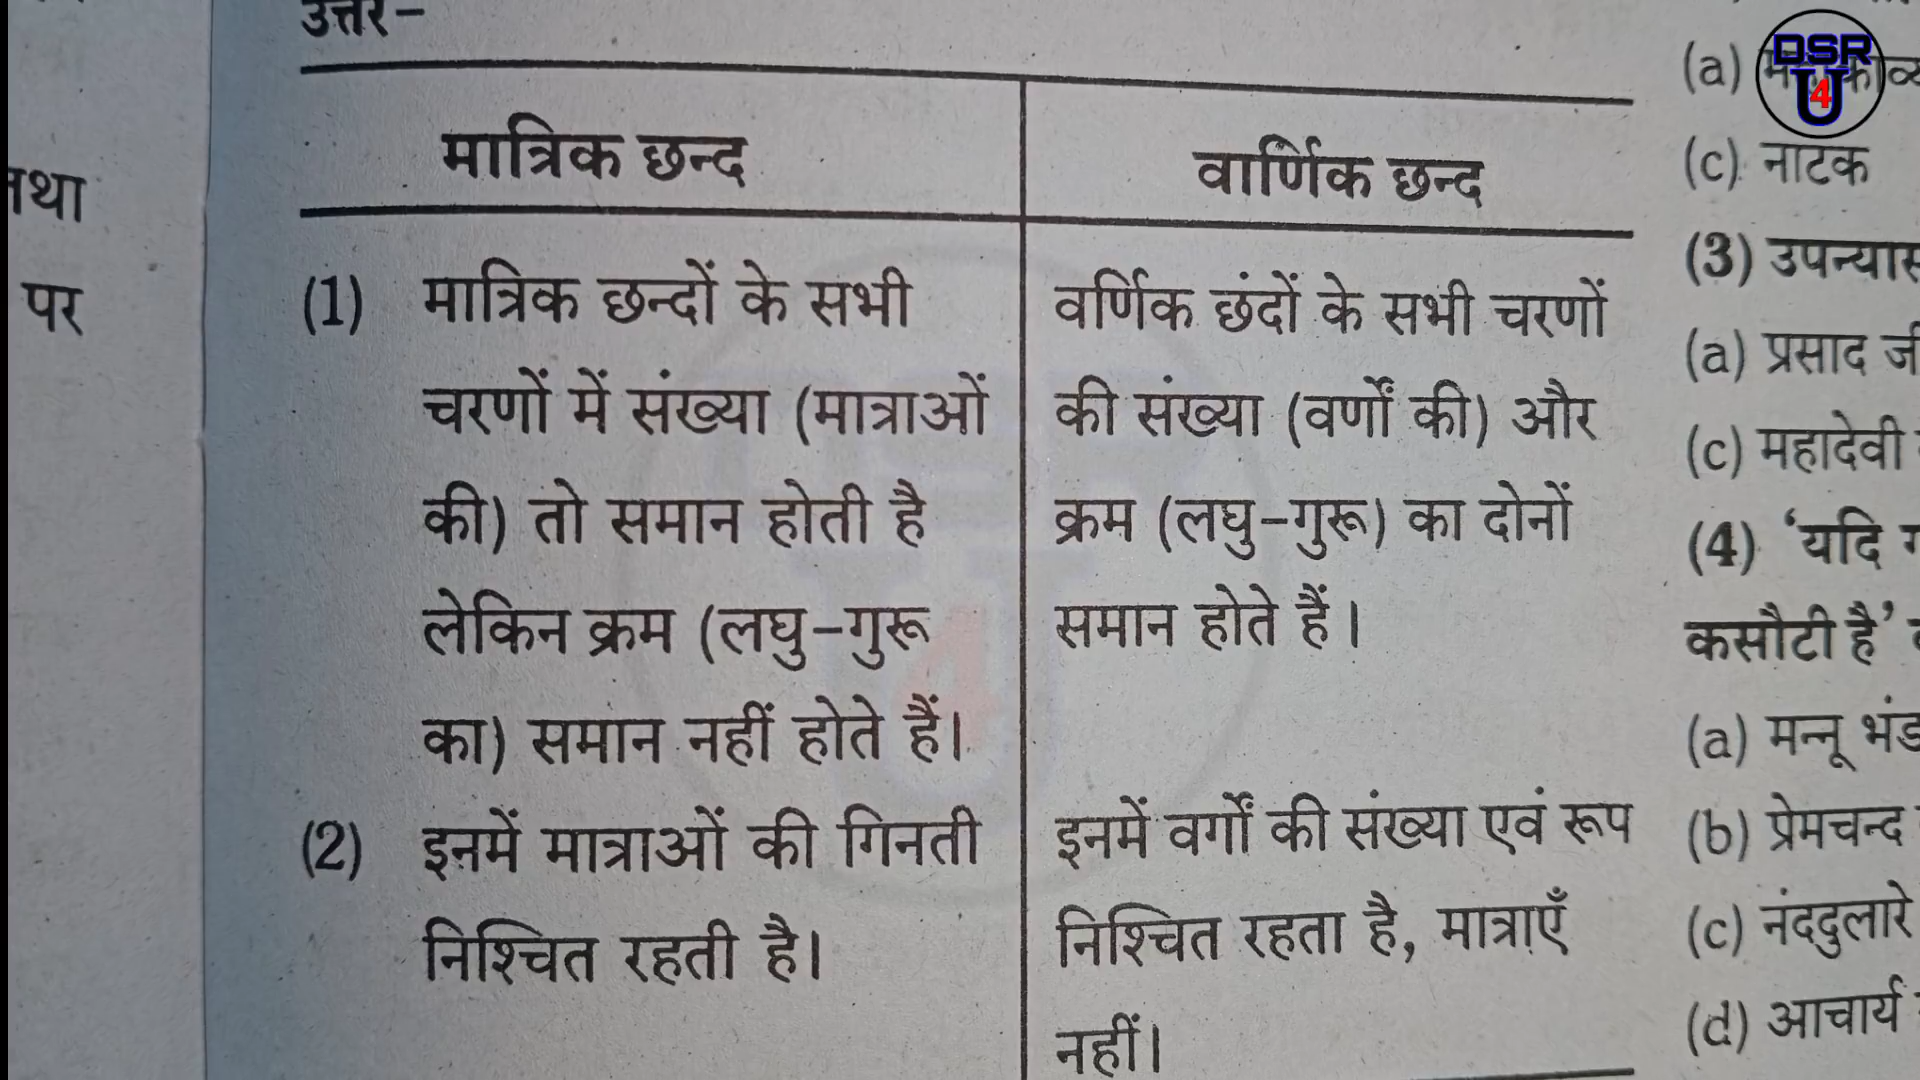 उत्तर–
मात्रिक छन्द
वार्णिक छन्द
(1) मात्रिक छन्दों के सभी
चरणों में संख्या (मात्राओं
की) तो समान होती है
लेकिन क्रम (लघु–गुरू
का) समान नहीं होते हैं।
वर्णिक छंदों के सभी चरणों
की संख्या (वर्णों की) और
क्रम (लघु–गुरू) का दोनों
समान होते हैं।
(2) इनमें मात्राओं की गिनती
निश्चित रहती है।
इनमें वर्गों की संख्या एवं रूप
निश्चित रहता है, मात्राएँ
नहीं।
पर
(a)
(c) नाटक
(3) उपन्यास
(a) प्रसाद
(c) महादेवी
(4) ‘यदि
कसौटी है’
(a) मन्नू
(b) प्रेमचन्द
(c) नंददुलारे
(d) आचार्य
DSR
U
4